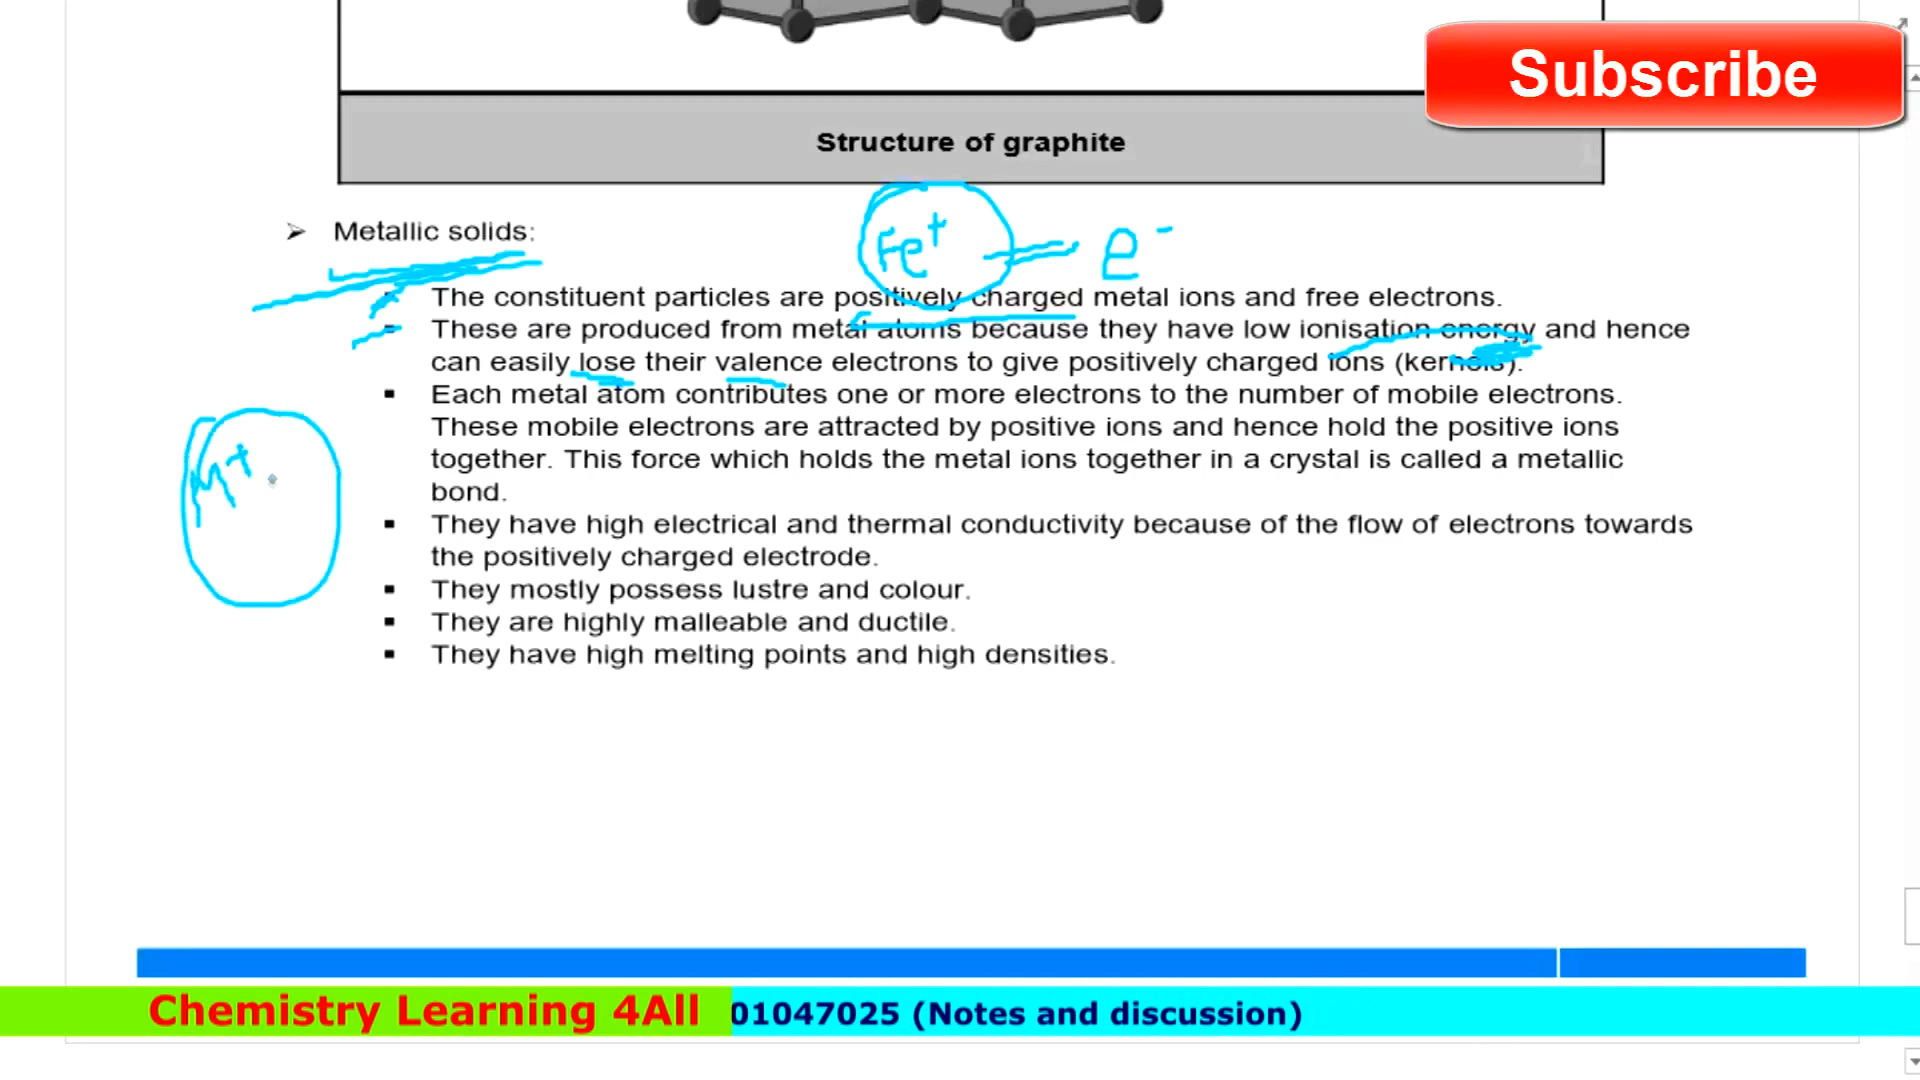 Subscribe
Structure of graphite
Metallic solids:
Fe+ e-
The constituent particles are positively charged metal ions and free electrons.
These are produced from metal atoms because they have low ionisation energy and hence
can easily lose their valence electrons to give positively charged ions (kernels).
Each metal atom contributes one or more electrons to the number of mobile electrons.
These mobile electrons are attracted by positive ions and hence hold the positive ions
together. This force which holds the metal ions together in a crystal is called a metallic
bond.
M+
They have high electrical and thermal conductivity because of the flow of electrons towards
the positively charged electrode.
They mostly possess lustre and colour.
They are highly malleable and ductile.
They have high melting points and high densities.
Chemistry Learning 4All 01047025 (Notes and discussion)